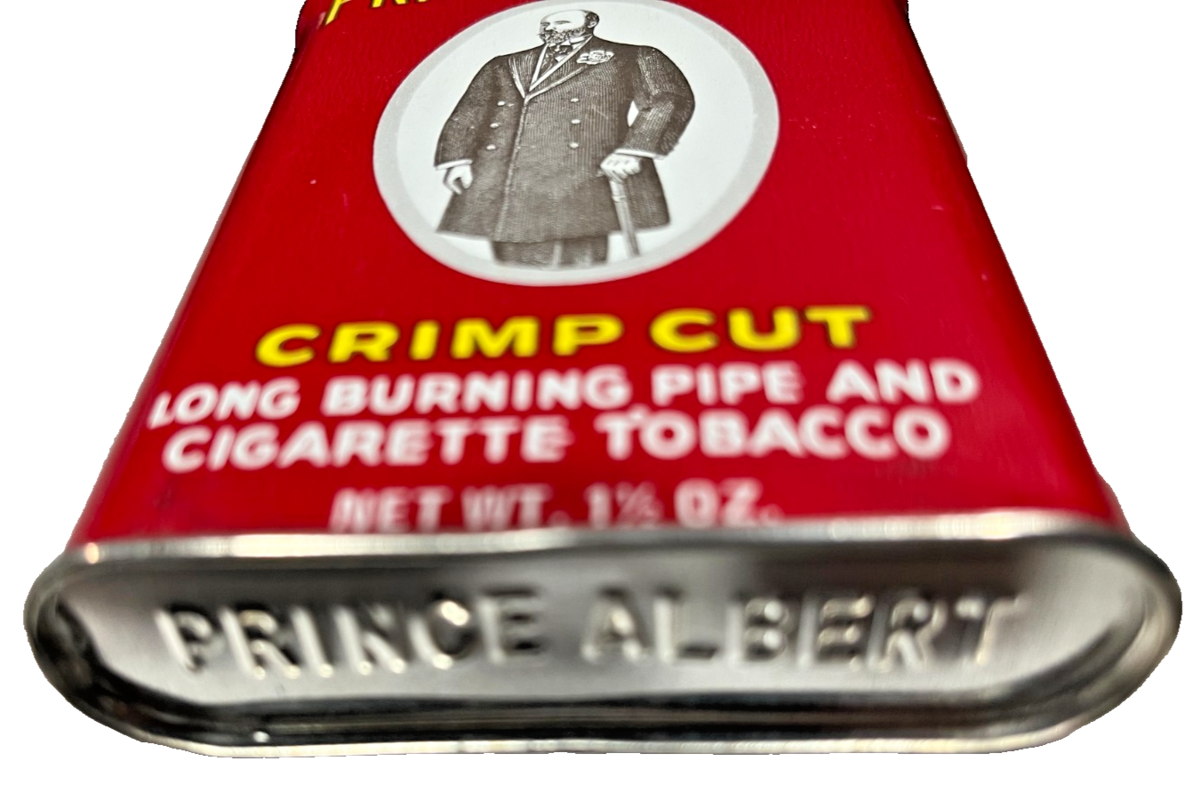 CRIMP CUT
LONG BURNING PIPE AND
CIGARETTE TOBACCO
NET WT. 1½ OZ.
PRINCE ALBERT